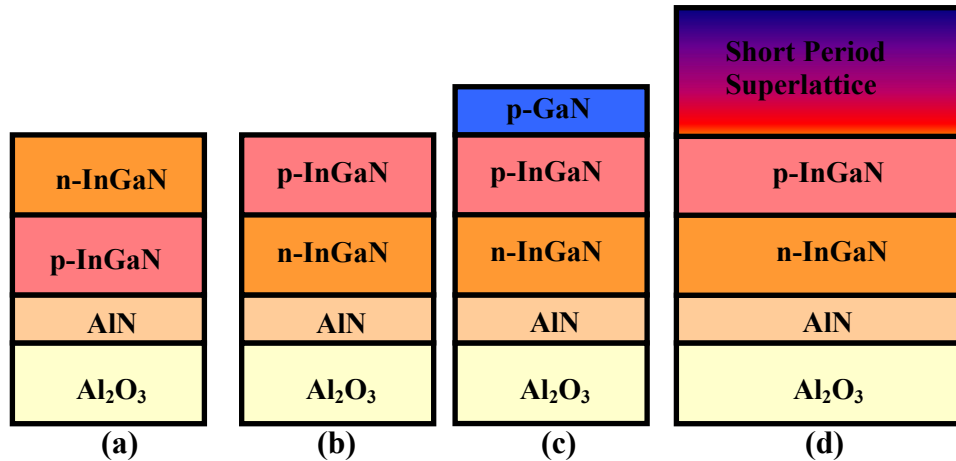 n-InGaN
p-InGaN
AlN
Al₂O₃
(a)
p-InGaN
n-InGaN
AlN
Al₂O₃
(b)
p-GaN
p-InGaN
n-InGaN
AlN
Al₂O₃
(c)
Short Period
Superlattice
p-InGaN
n-InGaN
AlN
Al₂O₃
(d)